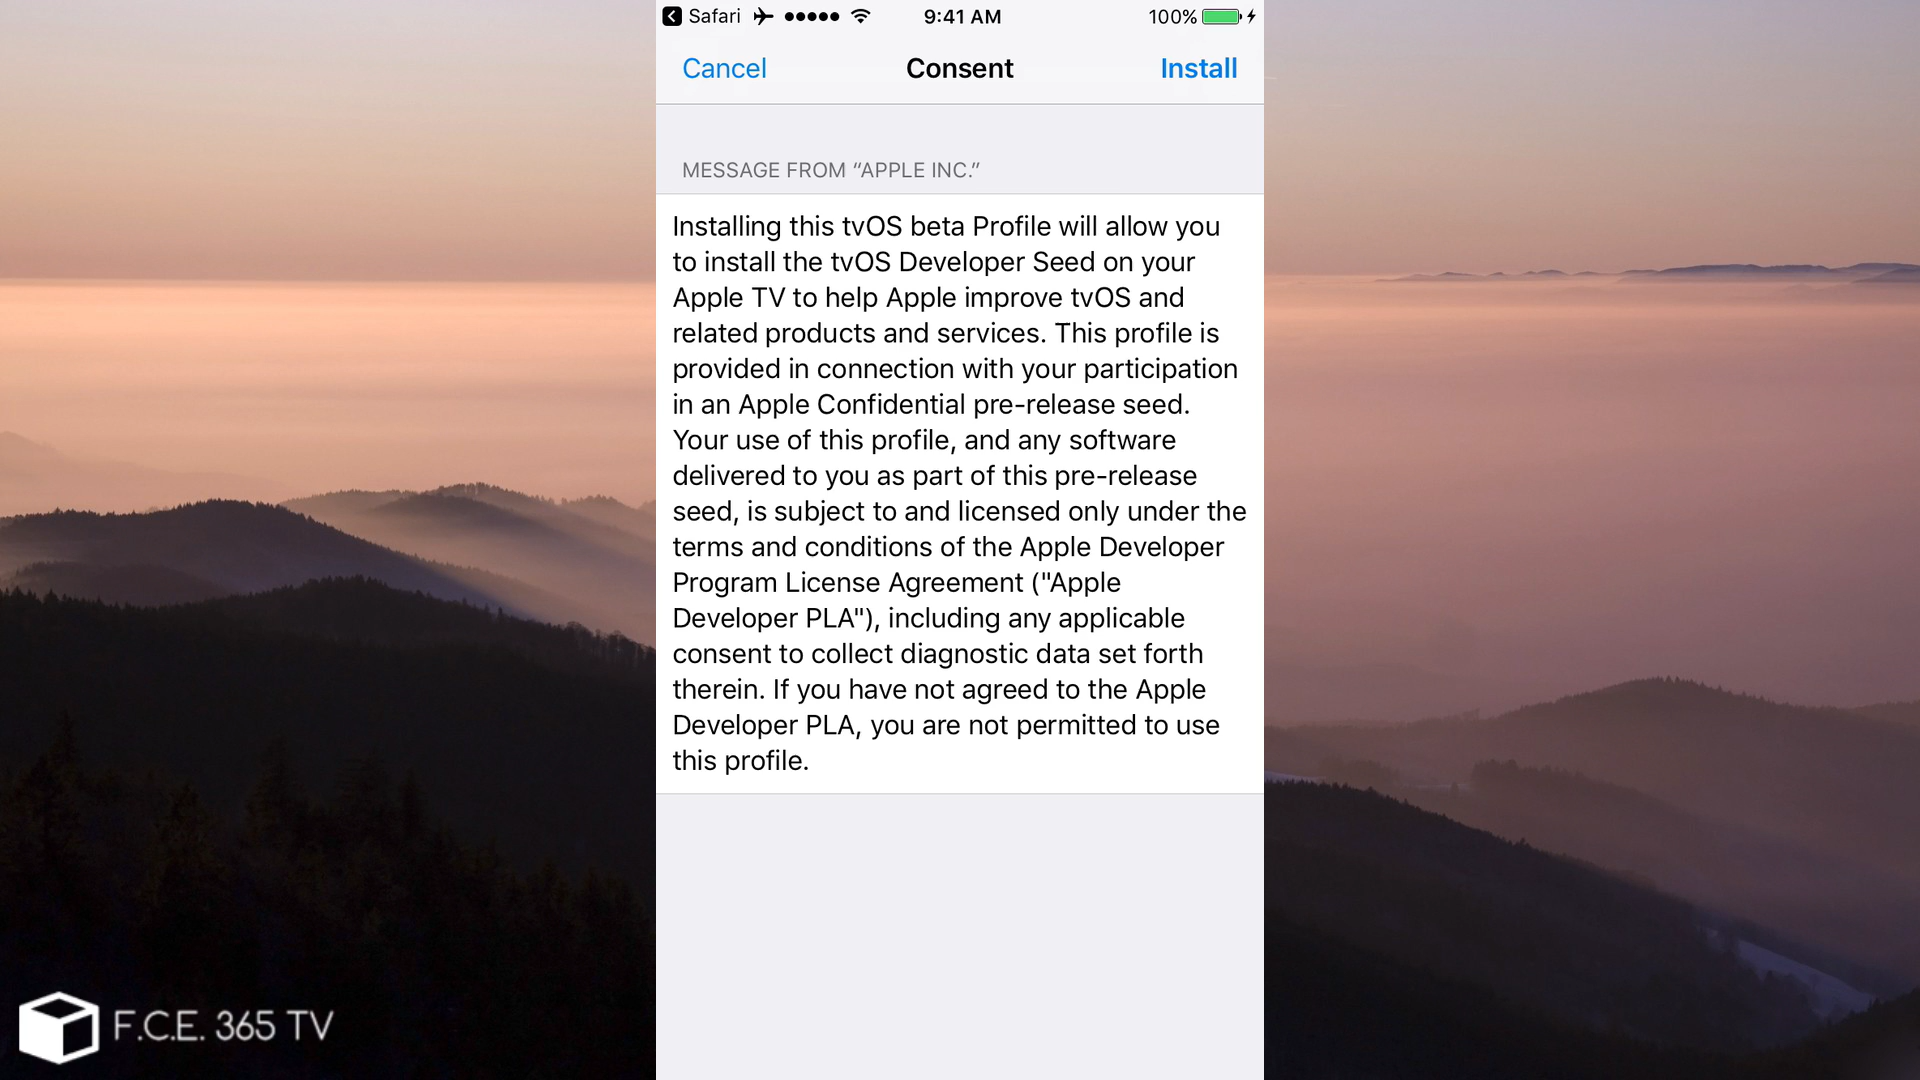 Safari 9:41 AM 100%
Cancel Consent Install
MESSAGE FROM “APPLE INC.”
Installing this tvOS beta Profile will allow you
to install the tvOS Developer Seed on your
Apple TV to help Apple improve tvOS and
related products and services. This profile is
provided in connection with your participation
in an Apple Confidential pre-release seed.
Your use of this profile, and any software
delivered to you as part of this pre-release
seed, is subject to and licensed only under the
terms and conditions of the Apple Developer
Program License Agreement ("Apple
Developer PLA"), including any applicable
consent to collect diagnostic data set forth
therein. If you have not agreed to the Apple
Developer PLA, you are not permitted to use
this profile.
F.C.E. 365 TV